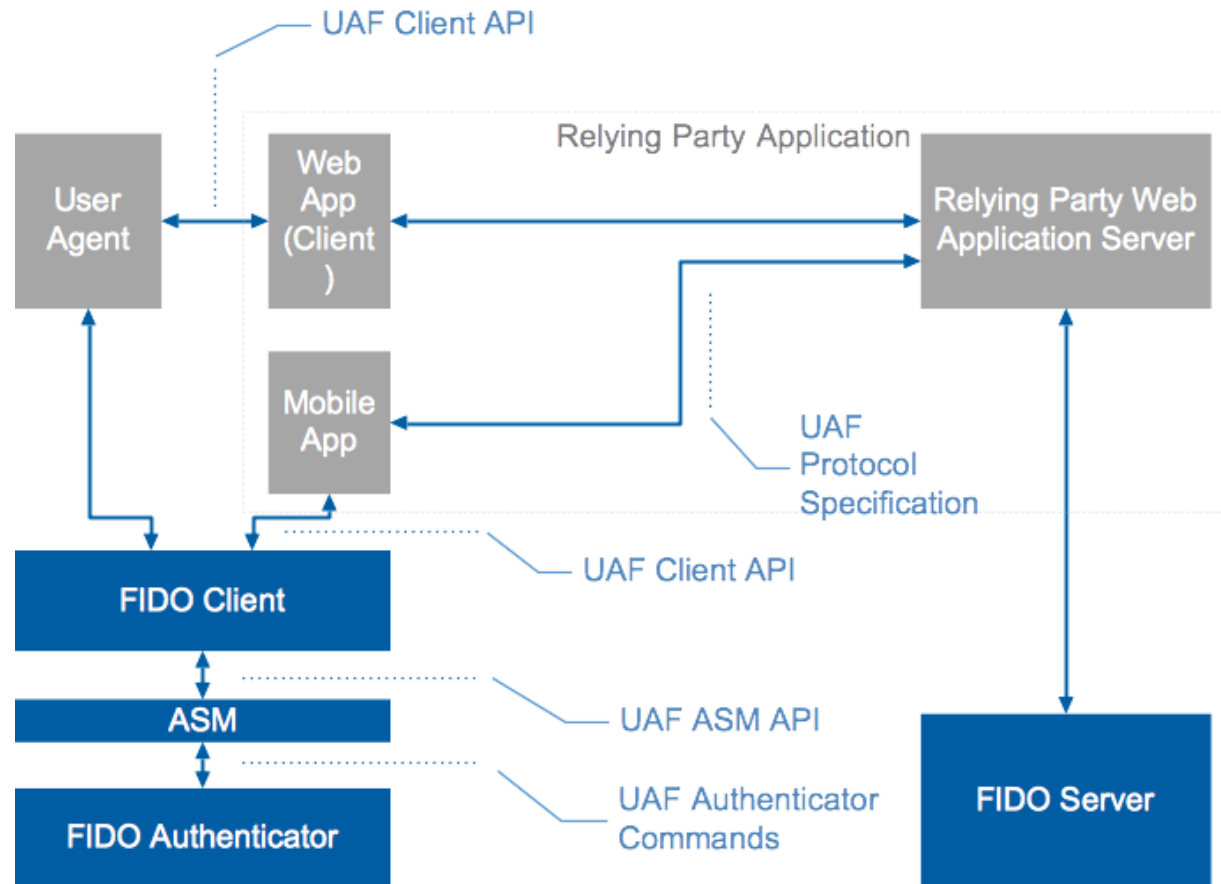 UAF Client API
Relying Party Application
User
Agent
Web
App
(Client
)
Relying Party Web
Application Server
Mobile
App
UAF
Protocol
Specification
UAF Client API
FIDO Client
UAF ASM API
ASM
UAF Authenticator
Commands
FIDO Authenticator
FIDO Server